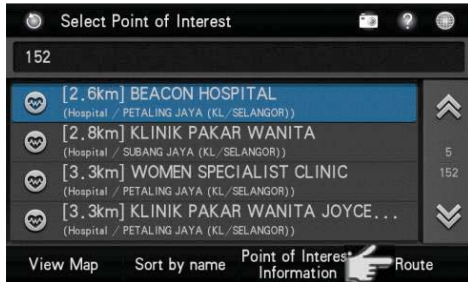 Select Point of Interest
?
152
[2.6km] BEACON HOSPITAL
(Hospital / PETALING JAYA (KL/SELANGOR))
[2.8km] KLINIK PAKAR WANITA
(Hospital / SUBANG JAYA (KL/SELANGOR))
5
152
[3.3km] WOMEN SPECIALIST CLINIC
(Hospital / PETALING JAYA (KL/SELANGOR))
[3.3km] KLINIK PAKAR WANITA JOYCE...
(Hospital / PETALING JAYA (KL/SELANGOR))
View Map Sort by name Point of Interest
Information Route